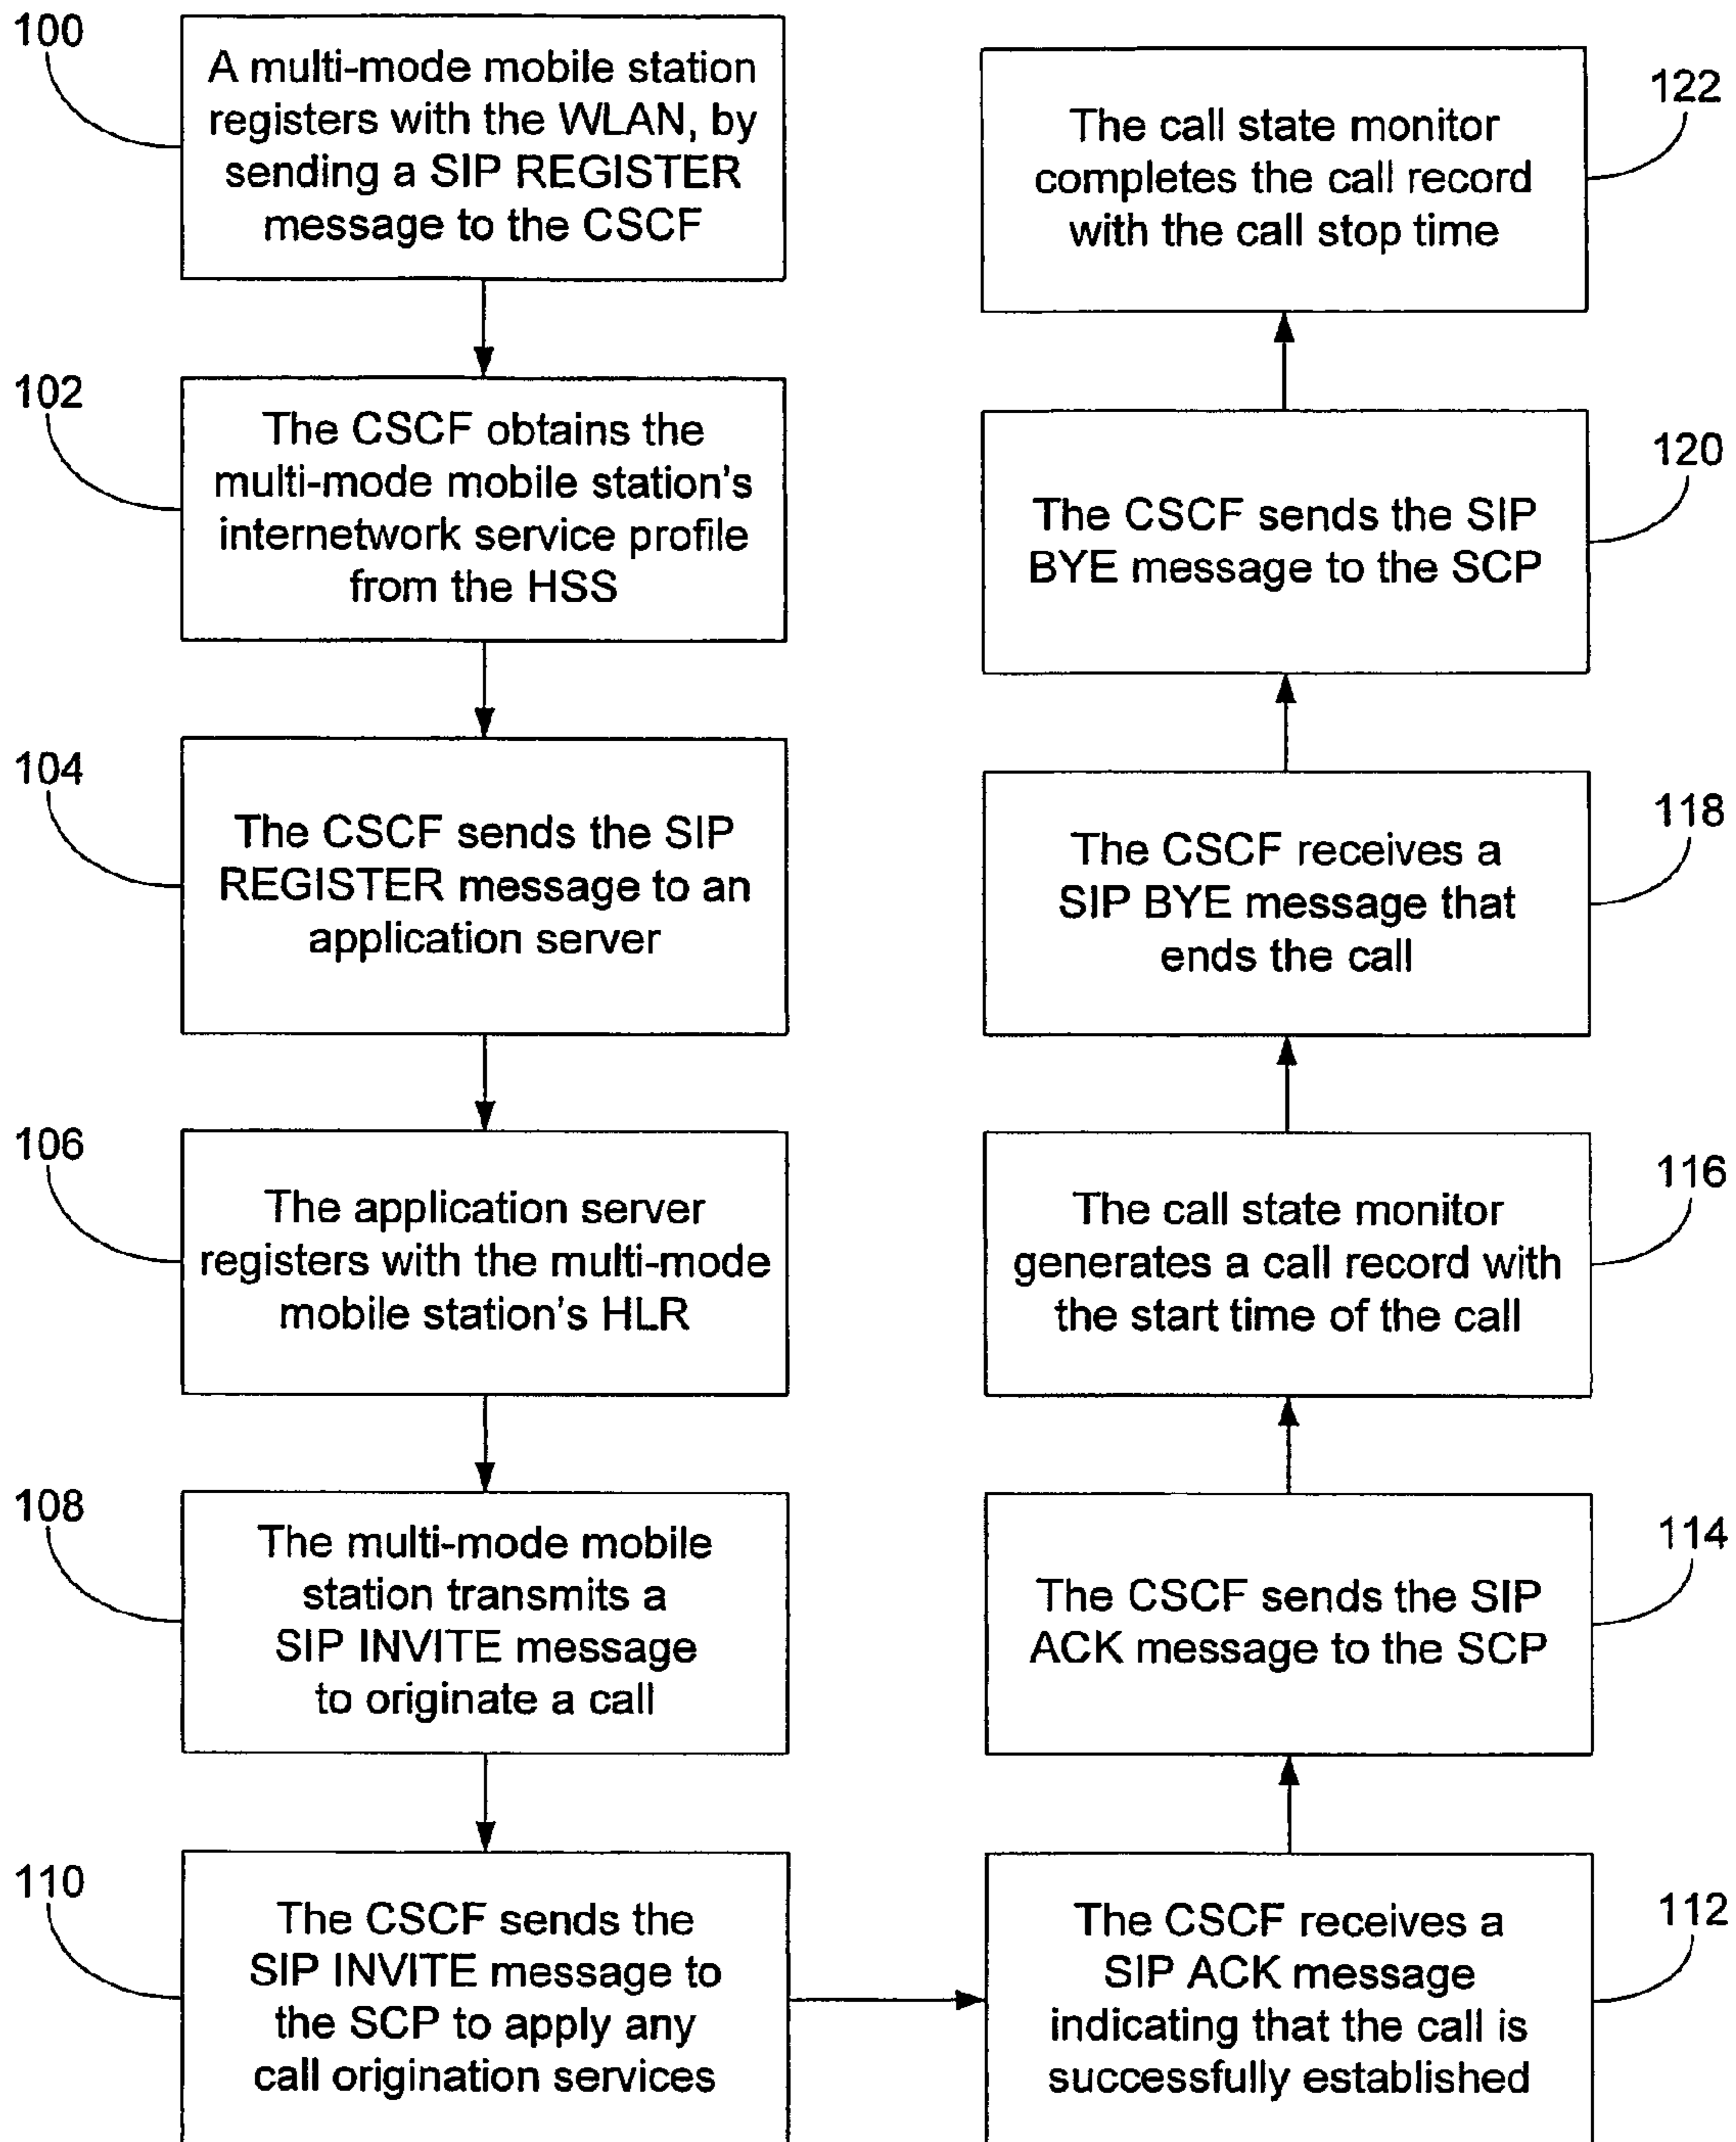 100
A multi-mode mobile station
registers with the WLAN, by
sending a SIP REGISTER
message to the CSCF
102
The CSCF obtains the
multi-mode mobile station's
internetwork service profile
from the HSS
104
The CSCF sends the SIP
REGISTER message to an
application server
106
The application server
registers with the multi-mode
mobile station's HLR
108
The multi-mode mobile
station transmits a
SIP INVITE message
to originate a call
110
The CSCF sends the
SIP INVITE message to
the SCP to apply any
call origination services
112
The CSCF receives a
SIP ACK message
indicating that the call is
successfully established
114
The CSCF sends the SIP
ACK message to the SCP
116
The call state monitor
generates a call record with
the start time of the call
118
The CSCF receives a
SIP BYE message that
ends the call
120
The CSCF sends the SIP
BYE message to the SCP
122
The call state monitor
completes the call record
with the call stop time